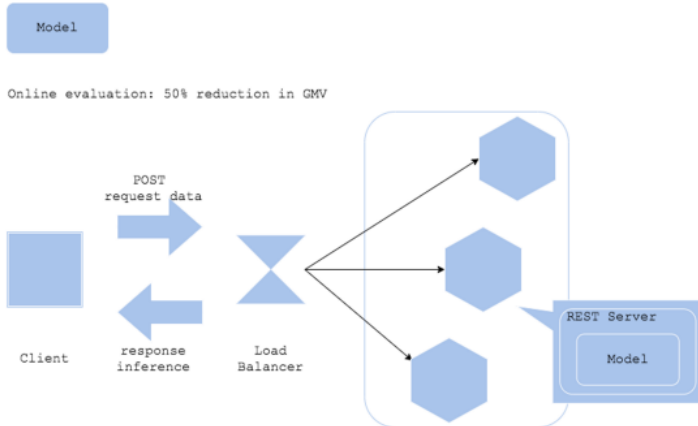 Model
Online evaluation: 50% reduction in GMV
POST
request data
REST Server
Model
Client
response
inference
Load
Balancer